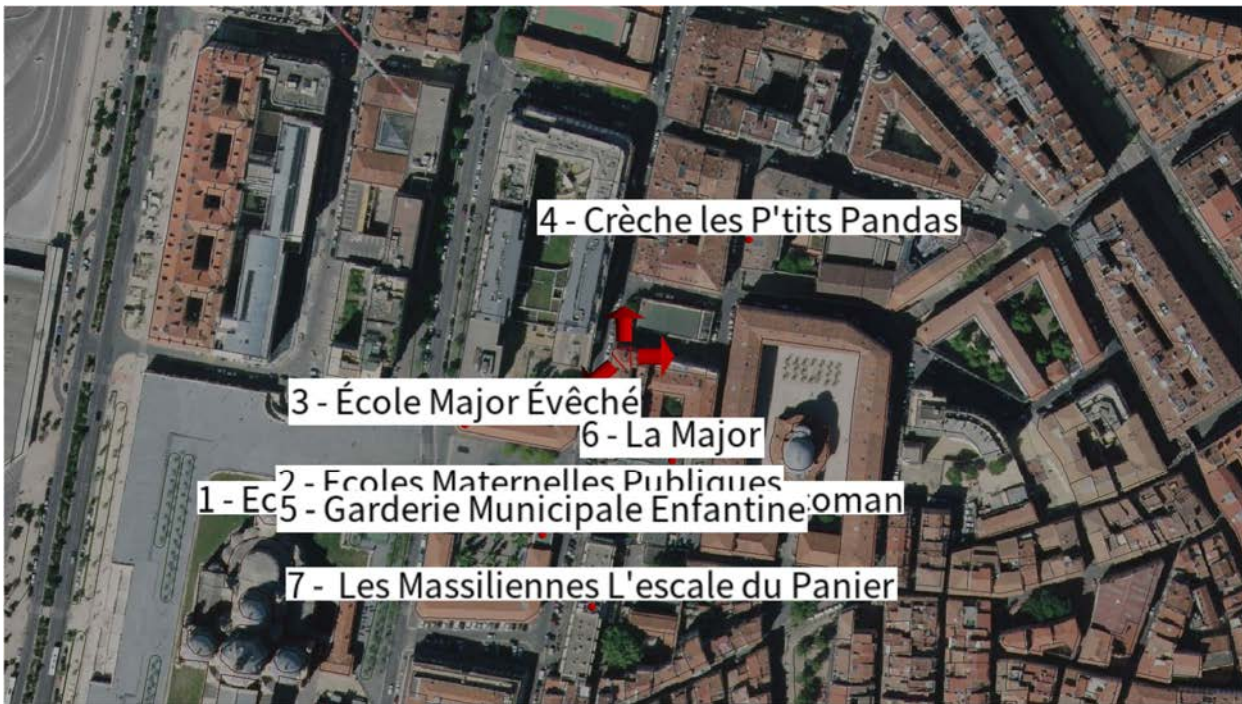 4 - Crèche les P'tits Pandas
3 - École Major Évêché
6 - La Major
2 - Ecoles Maternelles Publiques
1 - Ec
coman
5 - Garderie Municipale Enfantine
7 - Les Massiliennes L'escale du Panier